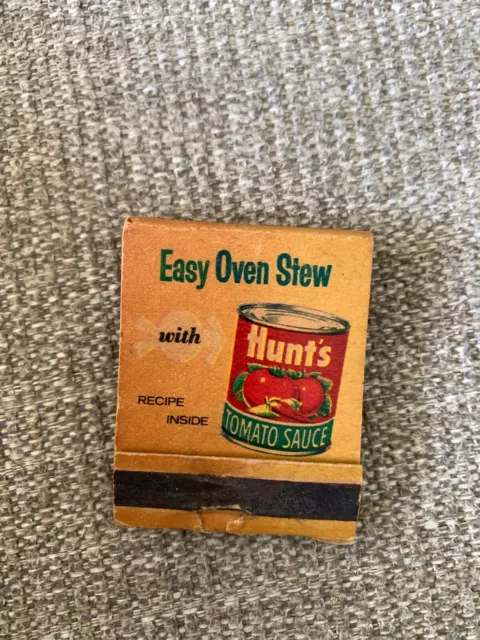 Easy Oven Stew
with
Hunt's
TOMATO SAUCE
RECIPE
INSIDE